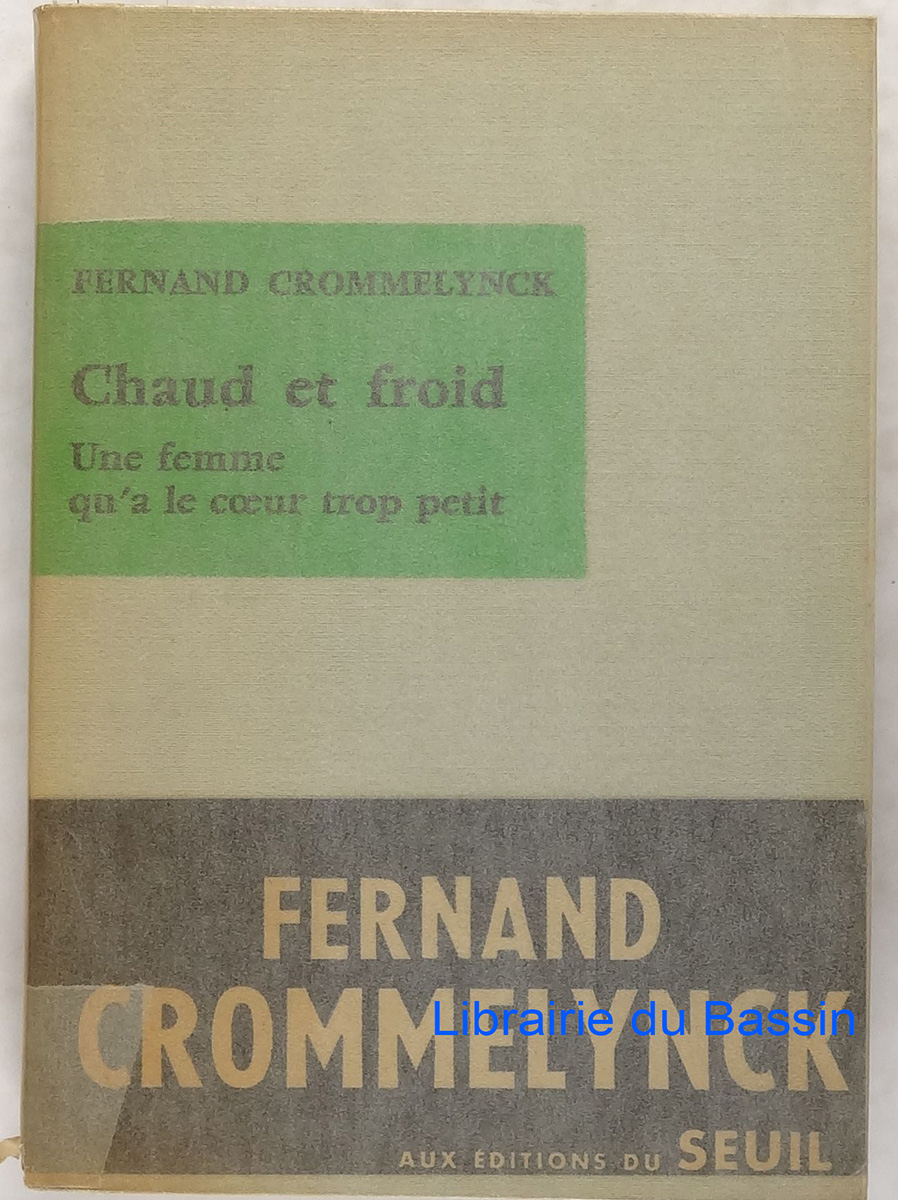 FERNAND CROMMELYNCK
Chaud et froid
Une femme
qu'a le cœur trop petit
FERNAND
CROMMELYNCK
Librairie du Bassin
AUX ÉDITIONS DU SEUIL